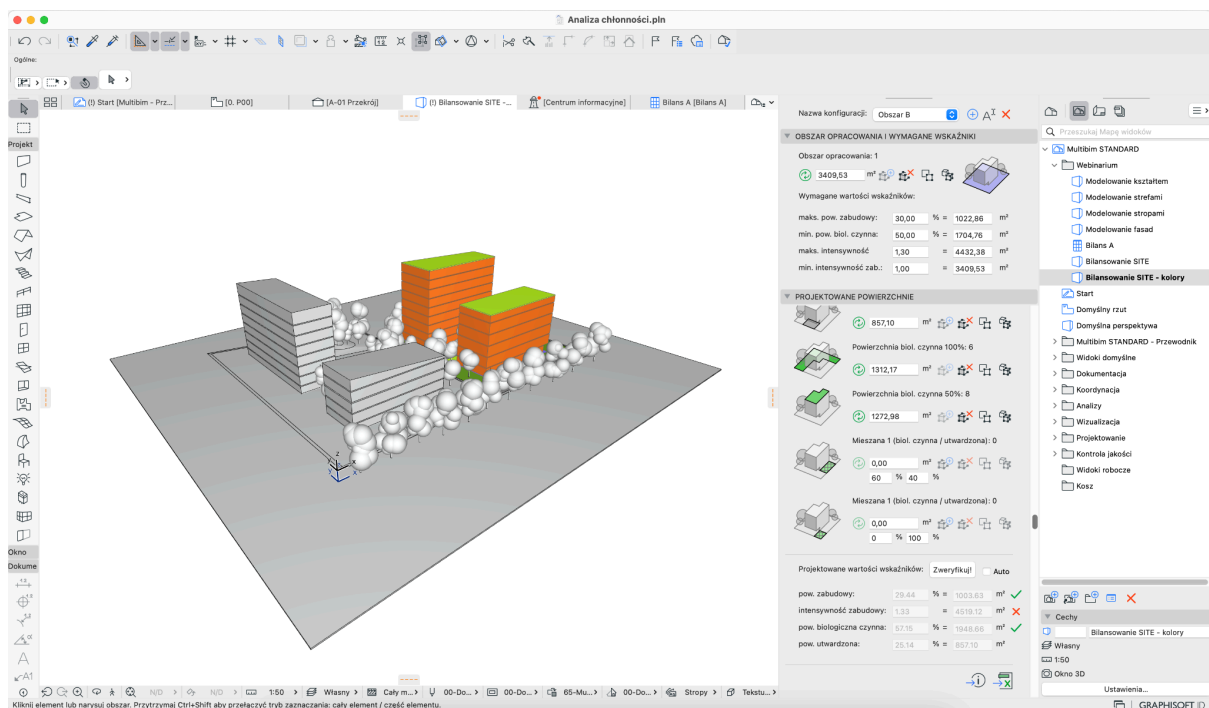 Analiza chłonności.pln
Ogólne:
(!) Start [Multibim - Prz...
[0. P00]
[A-01 Przekrój]
(!) Bilansowanie SITE -...
[Centrum informacyjne]
Bilans A [Bilans A]
Projekt
Okno
Dokume
Nazwa konfiguracji:
Obszar B
OBSZAR OPRACOWANIA I WYMAGANE WSKAŹNIKI
Obszar opracowania: 1
3409,53 m²
Wymagane wartości wskaźników:
maks. pow. zabudowy: 30,00 % = 1022,86 m²
min. pow. biol. czynna: 50,00 % = 1704,76 m²
maks. intensywność 1,30 = 4432,38 m²
min. intensywność zab.: 1,00 = 3409,53 m²
PROJEKTOWANE POWIERZCHNIE
857,10 m²
Powierzchnia biol. czynna 100%: 6
1312,17 m²
Powierzchnia biol. czynna 50%: 8
1272,98 m²
Mieszana 1 (biol. czynna / utwardzona): 0
0,00 m²
60 % 40 %
Mieszana 1 (biol. czynna / utwardzona): 0
0,00 m²
0 % 100 %
Projektowane wartości wskaźników: Zweryfikuj! Auto
pow. zabudowy: 29.44 % = 1003.63 m²
intensywność zabudowy: 1.33 = 4519.12 m²
pow. biologiczna czynna: 57.15 % = 1948.66 m²
pow. utwardzona: 25.14 % = 857.10 m²
Przeszukaj Mapę widoków
Multibim STANDARD
Webinarium
Modelowanie kształtem
Modelowanie strefami
Modelowanie stropami
Modelowanie fasad
Bilans A
Bilansowanie SITE
Bilansowanie SITE - kolory
Start
Domyślny rzut
Domyślna perspektywa
Multibim STANDARD - Przewodnik
Widoki domyślne
Dokumentacja
Koordynacja
Analizy
Wizualizacja
Projektowanie
Kontrola jakości
Widoki robocze
Kosz
Cechy
Bilansowanie SITE - kolory
Własny
1:50
Okno 3D
Ustawienia...
N/D
N/D
1:50
Własny
Cały m...
00-Do...
00-Do...
65-Mu...
00-Do...
Stropy
Tekstu...
Kliknij element lub narysuj obszar. Przytrzymaj Ctrl+Shift aby przełączyć tryb zaznaczania: cały element / część elementu.
GRAPHISOFT ID